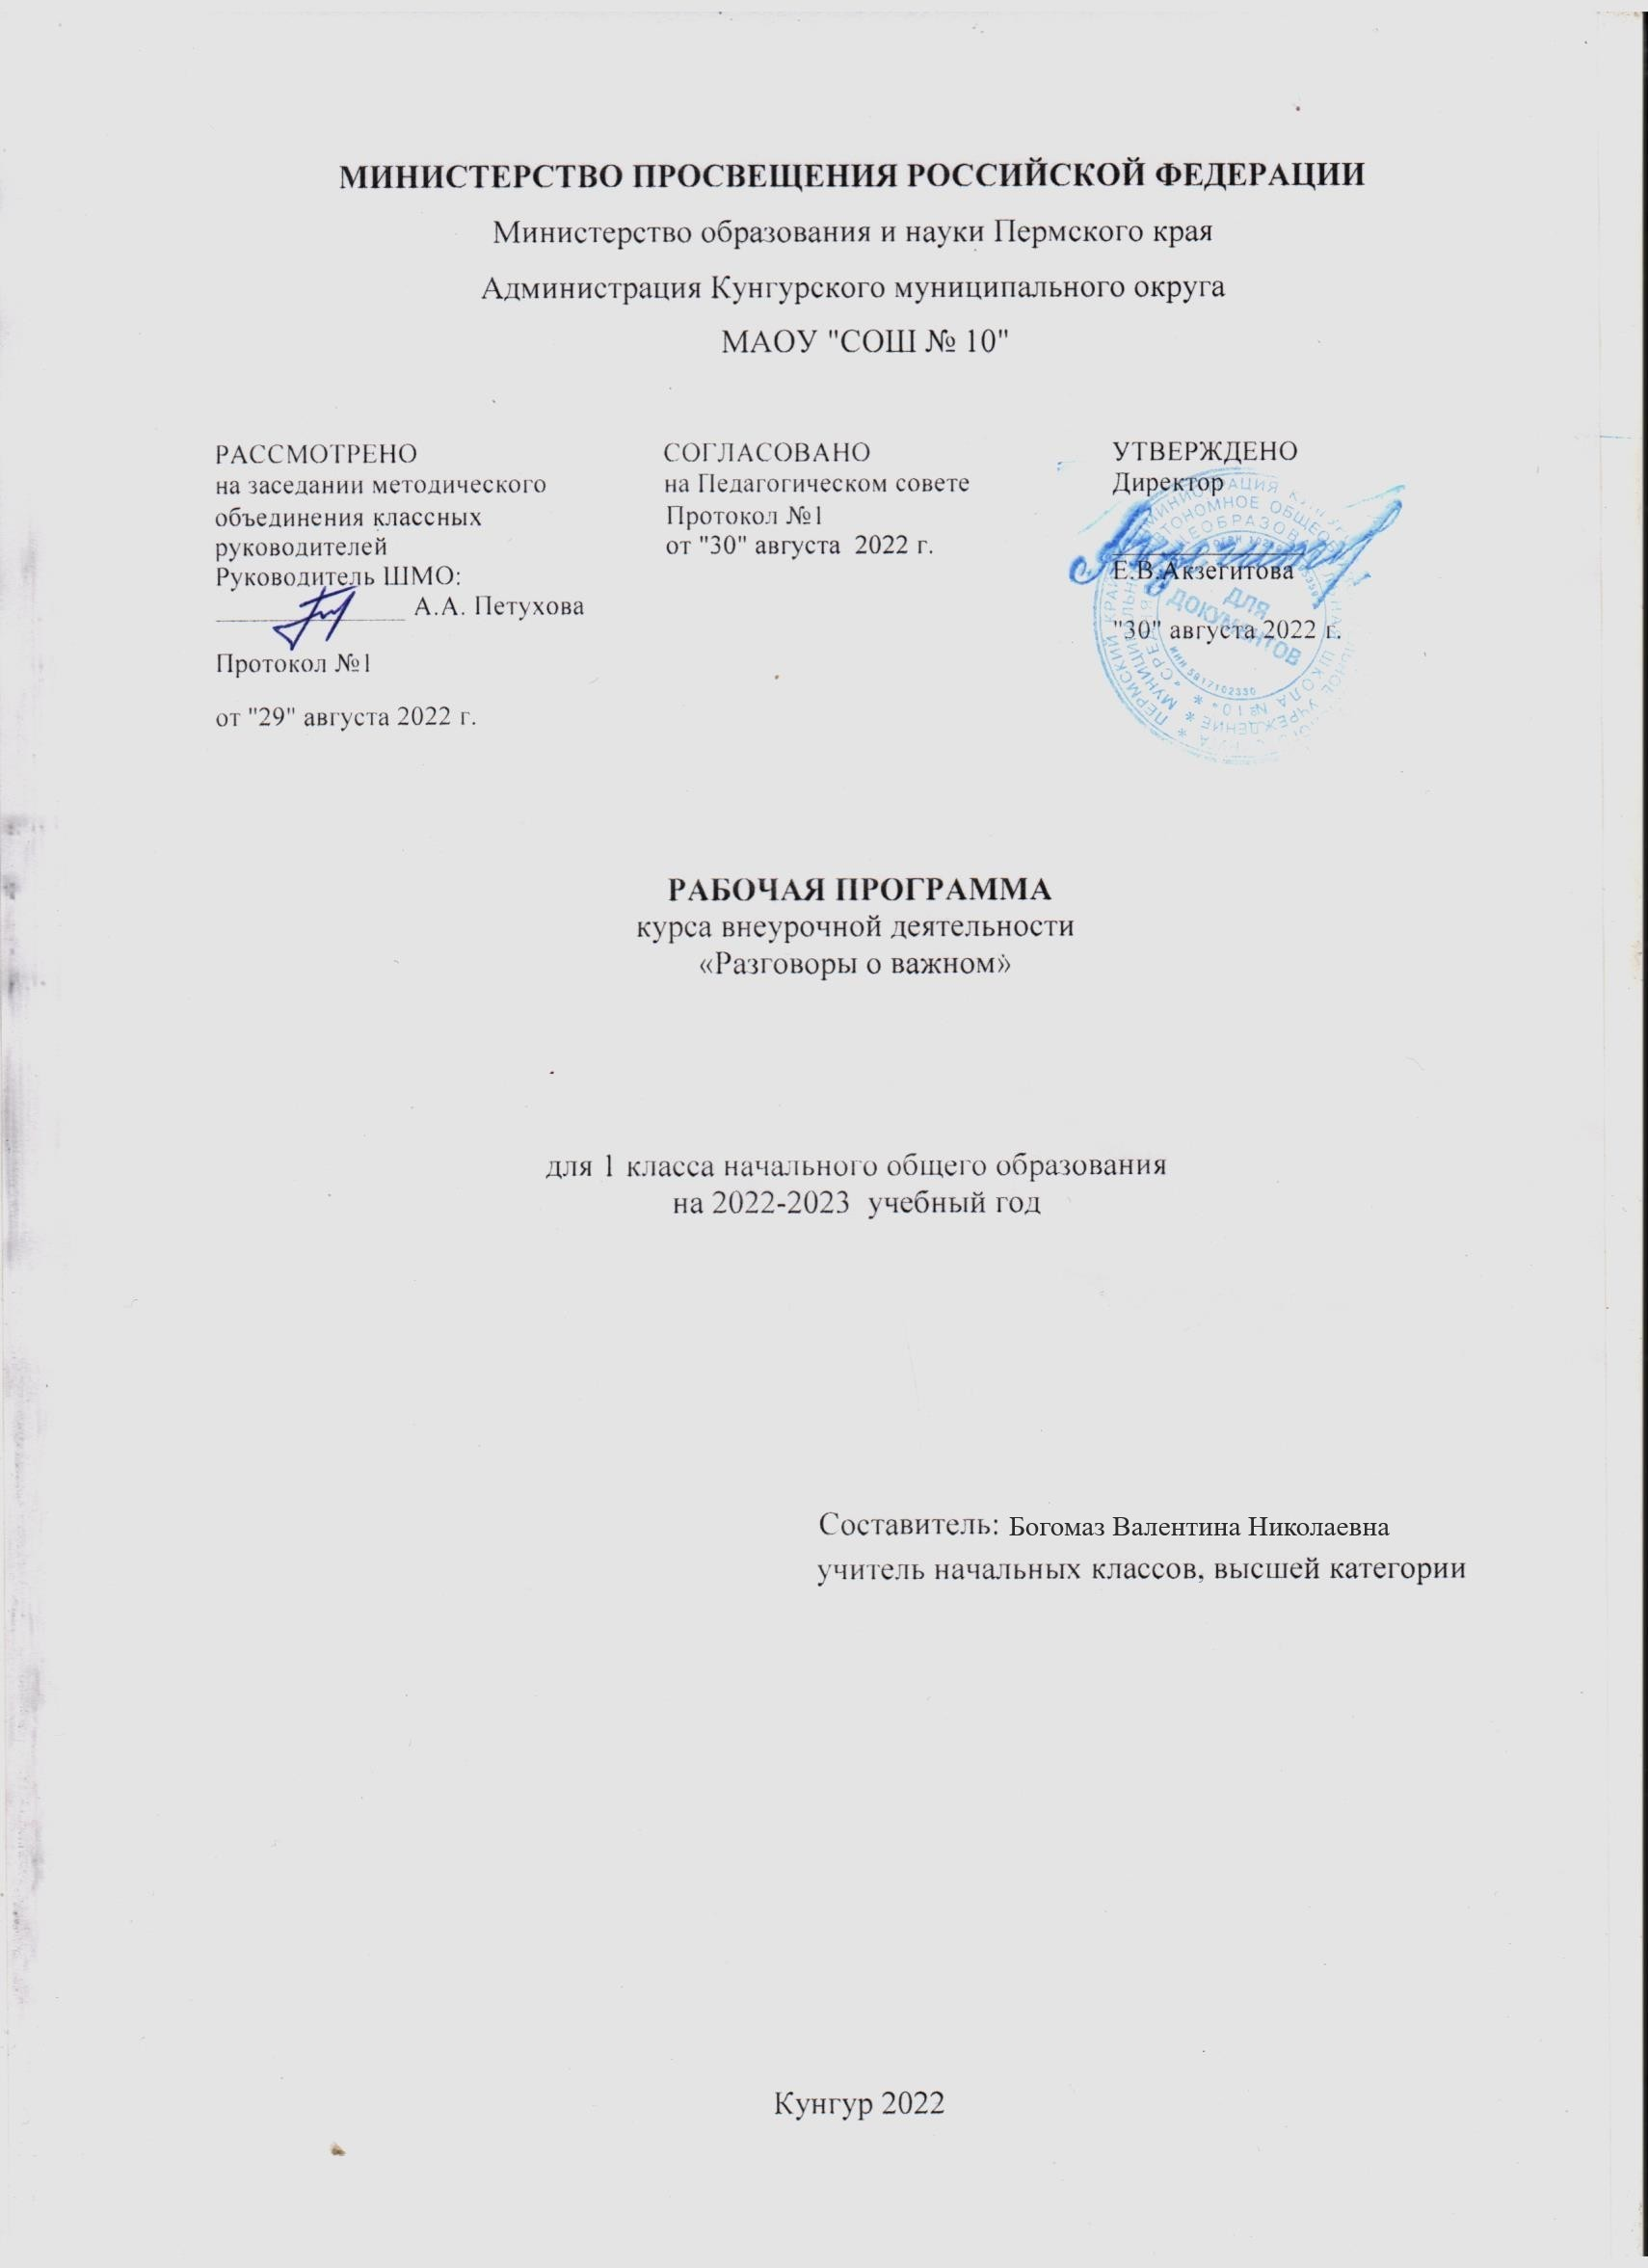 МИНИСТЕРСТВО ПРОСВЕЩЕНИЯ РОССИЙСКОЙ ФЕДЕРАЦИИ
Министерство образования и науки Пермского края
Администрация Кунгурского муниципального округа
МАОУ "СОШ № 10"
РАССМОТРЕНО
на заседании методического
объединения классных
руководителей
Руководитель ШМО:
А.А. Петухова
Протокол №1
от "29" августа 2022 г.
СОГЛАСОВАНО
на Педагогическом совете
Протокол №1
от "30" августа  2022 г.
УТВЕРЖДЕНО
Директор
Е.В.Акзегитова
"30" августа 2022 г.
ДЛЯ
ДОКУМЕНТОВ
ИНН 5917102330
РАБОЧАЯ ПРОГРАММА
курса внеурочной деятельности
«Разговоры о важном»
для 1 класса начального общего образования
на 2022-2023  учебный год
Составитель: Богомаз Валентина Николаевна
учитель начальных классов, высшей категории
Кунгур 2022